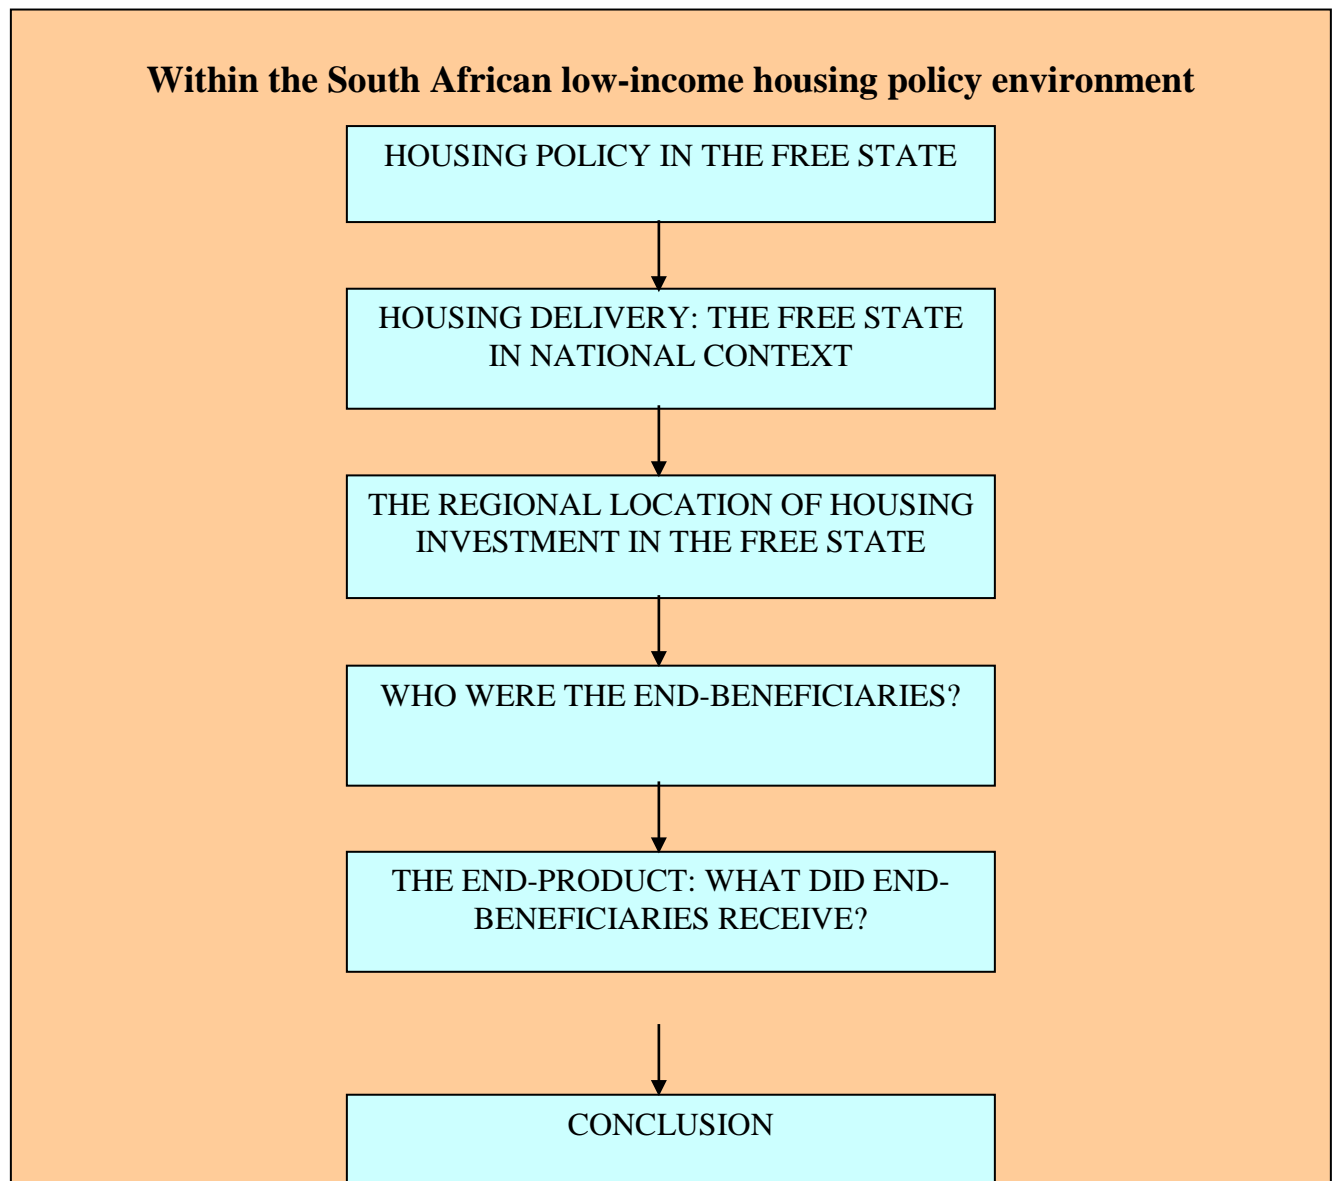 Within the South African low-income housing policy environment
HOUSING POLICY IN THE FREE STATE
HOUSING DELIVERY: THE FREE STATE
IN NATIONAL CONTEXT
THE REGIONAL LOCATION OF HOUSING
INVESTMENT IN THE FREE STATE
WHO WERE THE END-BENEFICIARIES?
THE END-PRODUCT: WHAT DID END-
BENEFICIARIES RECEIVE?
CONCLUSION